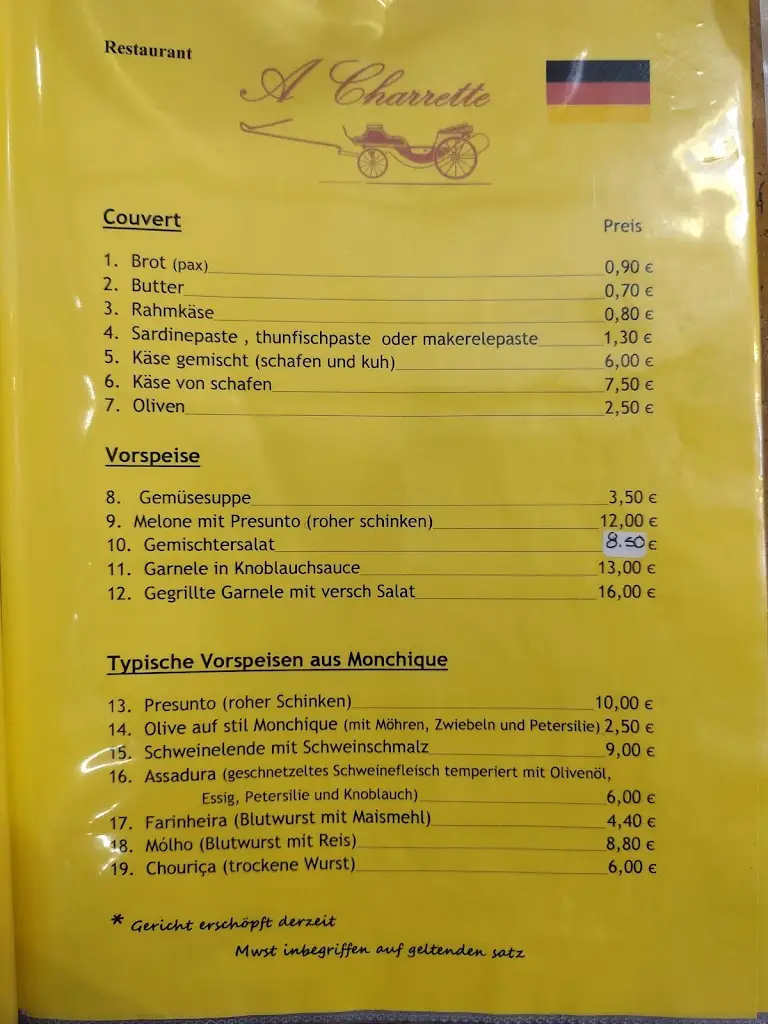 Restaurant
A Charrette
Couvert
Preis
1. Brot (pax) 0,90 €
2. Butter 0,70 €
3. Rahmkäse 0,80 €
4. Sardinepaste , thunfischpaste oder makerelepaste 1,30 €
5. Käse gemischt (schafen und kuh) 6,00 €
6. Käse von schafen 7,50 €
7. Oliven 2,50 €
Vorspeise
8. Gemüsesuppe 3,50 €
9. Melone mit Presunto (roher schinken) 12,00 €
10. Gemischtersalat 8.50 €
11. Garnele in Knoblauchsauce 13,00 €
12. Gegrillte Garnele mit versch Salat 16,00 €
Typische Vorspeisen aus Monchique
13. Presunto (roher Schinken) 10,00 €
14. Olive auf stil Monchique (mit Möhren, Zwiebeln und Petersilie) 2,50 €
15. Schweinelende mit Schweinschmalz 9,00 €
16. Assadura (geschnetzeltes Schweinefleisch temperiert mit Olivenöl,
Essig, Petersilie und Knoblauch) 6,00 €
17. Farinheira (Blutwurst mit Maismehl) 4,40 €
18. Mólho (Blutwurst mit Reis) 8,80 €
19. Chouriça (trockene Wurst) 6,00 €
* Gericht erschöpft derzeit
Mwst inbegriffen auf geltenden satz